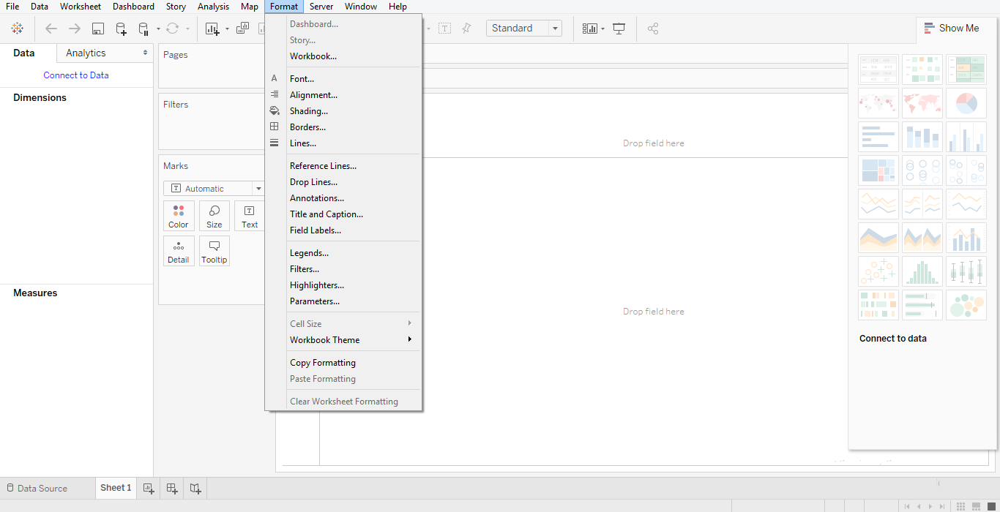 File Data Worksheet Dashboard Story Analysis Map Format Server Window Help
Standard
Show Me
Data
Analytics
Connect to Data
Dimensions
Measures
Pages
Filters
Marks
Automatic
Color
Size
Text
Detail
Tooltip
Dashboard...
Story...
Workbook...
Font...
Alignment...
Shading...
Borders...
Lines...
Reference Lines...
Drop Lines...
Annotations...
Title and Caption...
Field Labels...
Legends...
Filters...
Highlighters...
Parameters...
Cell Size
Workbook Theme
Copy Formatting
Paste Formatting
Clear Worksheet Formatting
Drop field here
Drop field here
Connect to data
Data Source
Sheet 1